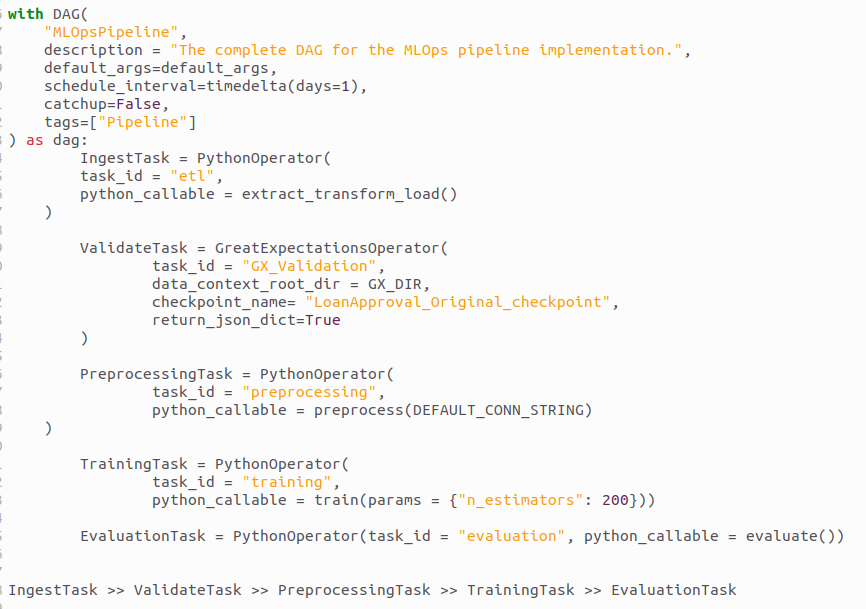 with DAG(
    "MLOpsPipeline",
    description = "The complete DAG for the MLOps pipeline implementation.",
    default_args=default_args,
    schedule_interval=timedelta(days=1),
    catchup=False,
    tags=["Pipeline"]
) as dag:
        IngestTask = PythonOperator(
        task_id = "etl",
        python_callable = extract_transform_load()
    )

        ValidateTask = GreatExpectationsOperator(
                task_id = "GX_Validation",
                data_context_root_dir = GX_DIR,
                checkpoint_name= "LoanApproval_Original_checkpoint",
                return_json_dict=True
        )

        PreprocessingTask = PythonOperator(
                task_id = "preprocessing",
                python_callable = preprocess(DEFAULT_CONN_STRING)
    )

        TrainingTask = PythonOperator(
                task_id = "training",
                python_callable = train(params = {"n_estimators": 200}))

        EvaluationTask = PythonOperator(task_id = "evaluation", python_callable = evaluate())


IngestTask >> ValidateTask >> PreprocessingTask >> TrainingTask >> EvaluationTask